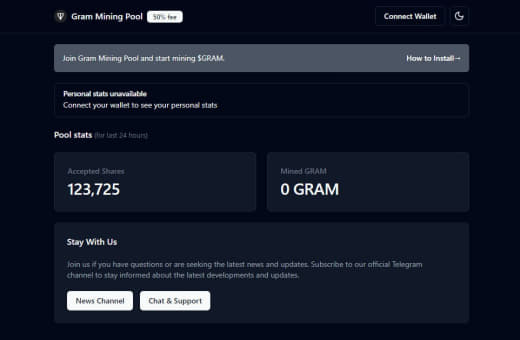 Gram Mining Pool 50% fee
Connect Wallet
Join Gram Mining Pool and start mining $GRAM.
How to Install→
Personal stats unavailable
Connect your wallet to see your personal stats
Pool stats (for last 24 hours)
Accepted Shares
123,725
Mined GRAM
0 GRAM
Stay With Us
Join us if you have questions or are seeking the latest news and updates. Subscribe to our official Telegram
channel to stay informed about the latest developments and updates.
News Channel
Chat & Support